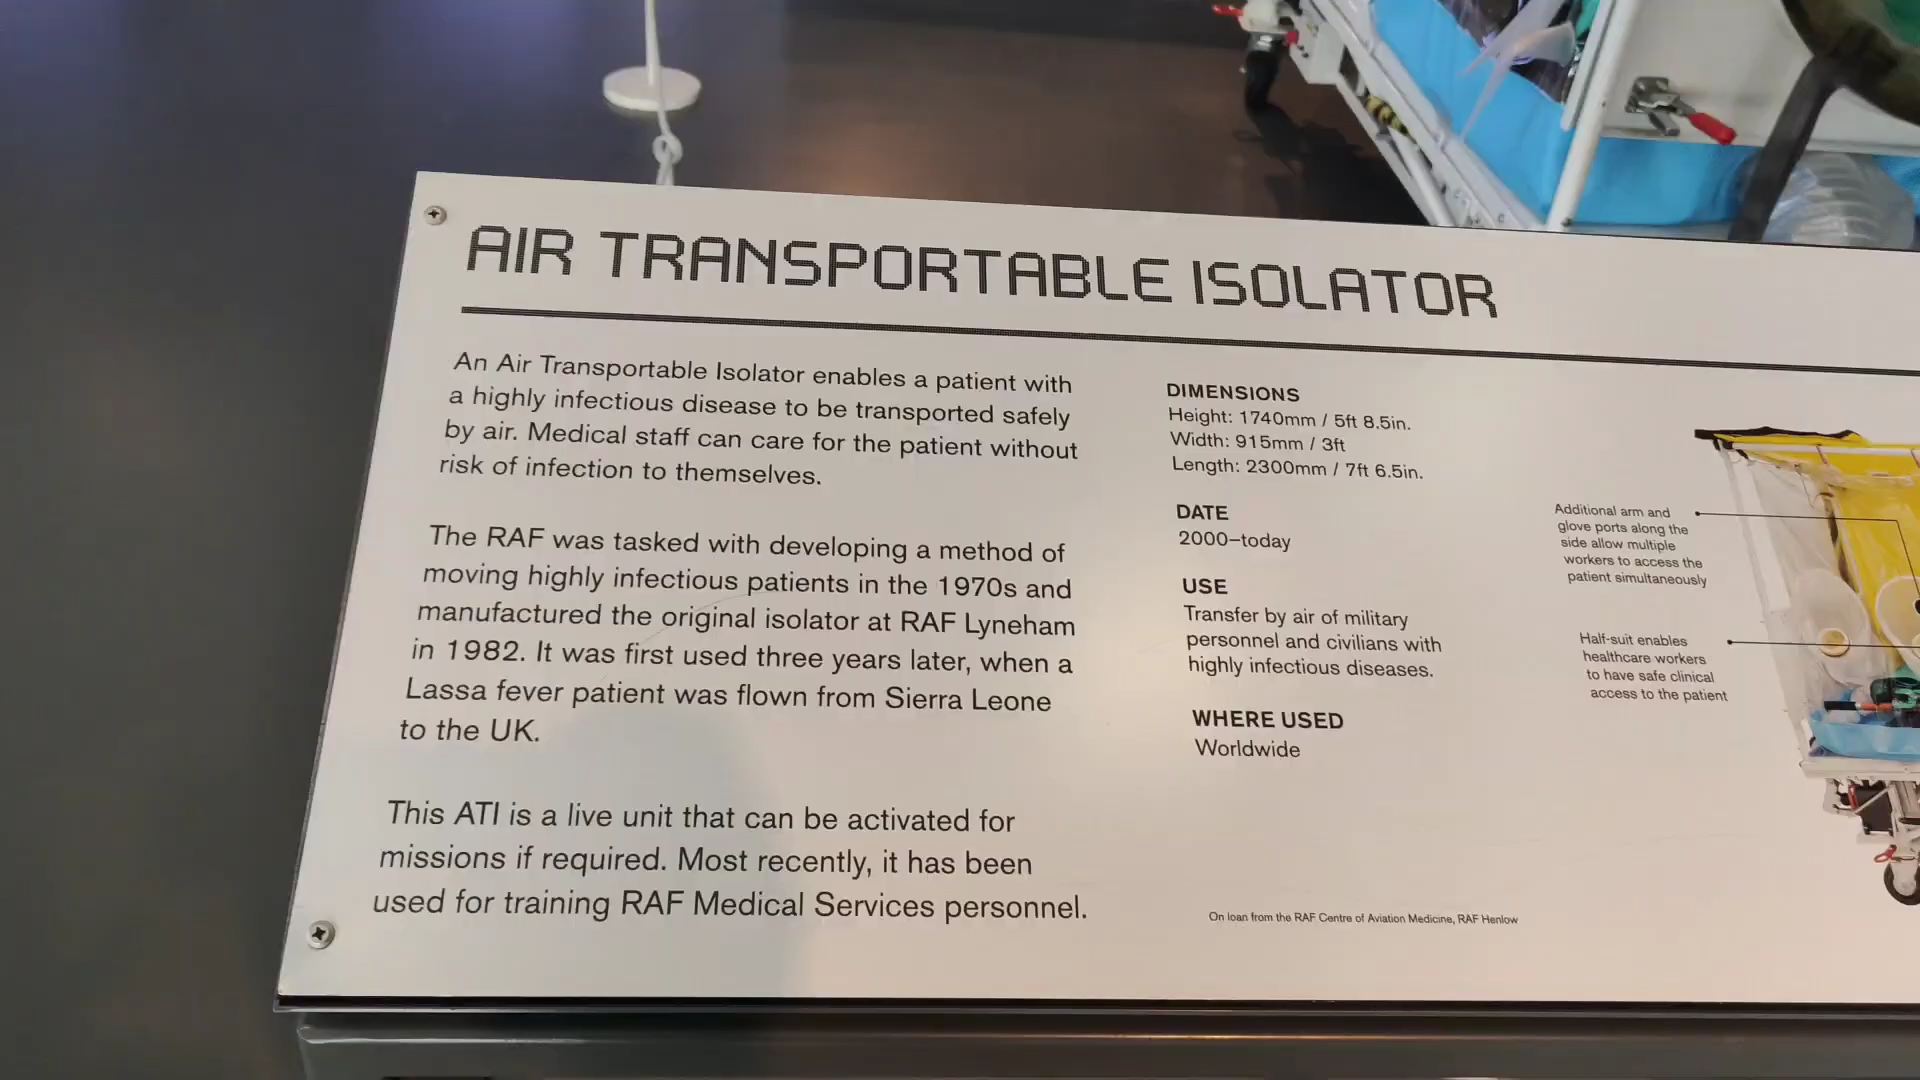 AIR TRANSPORTABLE ISOLATOR
An Air Transportable Isolator enables a patient with
a highly infectious disease to be transported safely
by air. Medical staff can care for the patient without
risk of infection to themselves.
The RAF was tasked with developing a method of
moving highly infectious patients in the 1970s and
manufactured the original isolator at RAF Lyneham
in 1982. It was first used three years later, when a
Lassa fever patient was flown from Sierra Leone
to the UK.
This ATI is a live unit that can be activated for
missions if required. Most recently, it has been
used for training RAF Medical Services personnel.
DIMENSIONS
Height: 1740mm / 5ft 8.5in.
Width: 915mm / 3ft
Length: 2300mm / 7ft 6.5in.
DATE
2000–today
USE
Transfer by air of military
personnel and civilians with
highly infectious diseases.
WHERE USED
Worldwide
On loan from the RAF Centre of Aviation Medicine, RAF Henlow
Additional arm and
glove ports along the
side allow multiple
workers to access the
patient simultaneously
Half-suit enables
healthcare workers
to have safe clinical
access to the patient